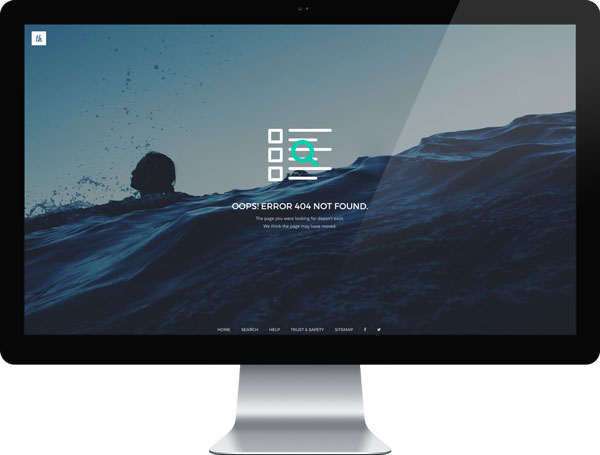 tk
OOPS! ERROR 404 NOT FOUND.
The page you were looking for doesn't exist.
We think the page may have moved.
HOME SEARCH HELP TRUST & SAFETY SITEMAP